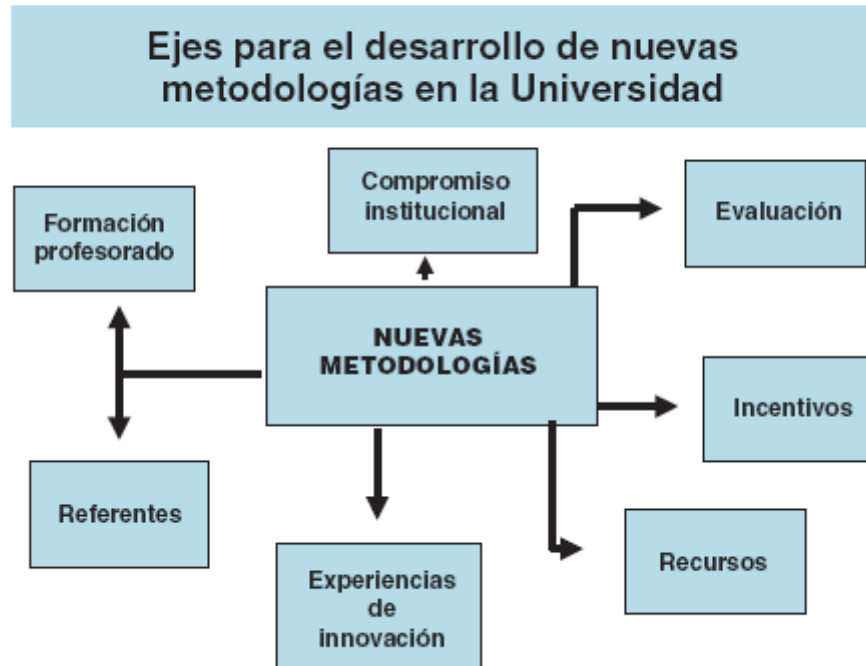 Ejes para el desarrollo de nuevas
metodologías en la Universidad
Compromiso
institucional
Formación
profesorado
Evaluación
NUEVAS
METODOLOGÍAS
Incentivos
Referentes
Recursos
Experiencias
de
innovación